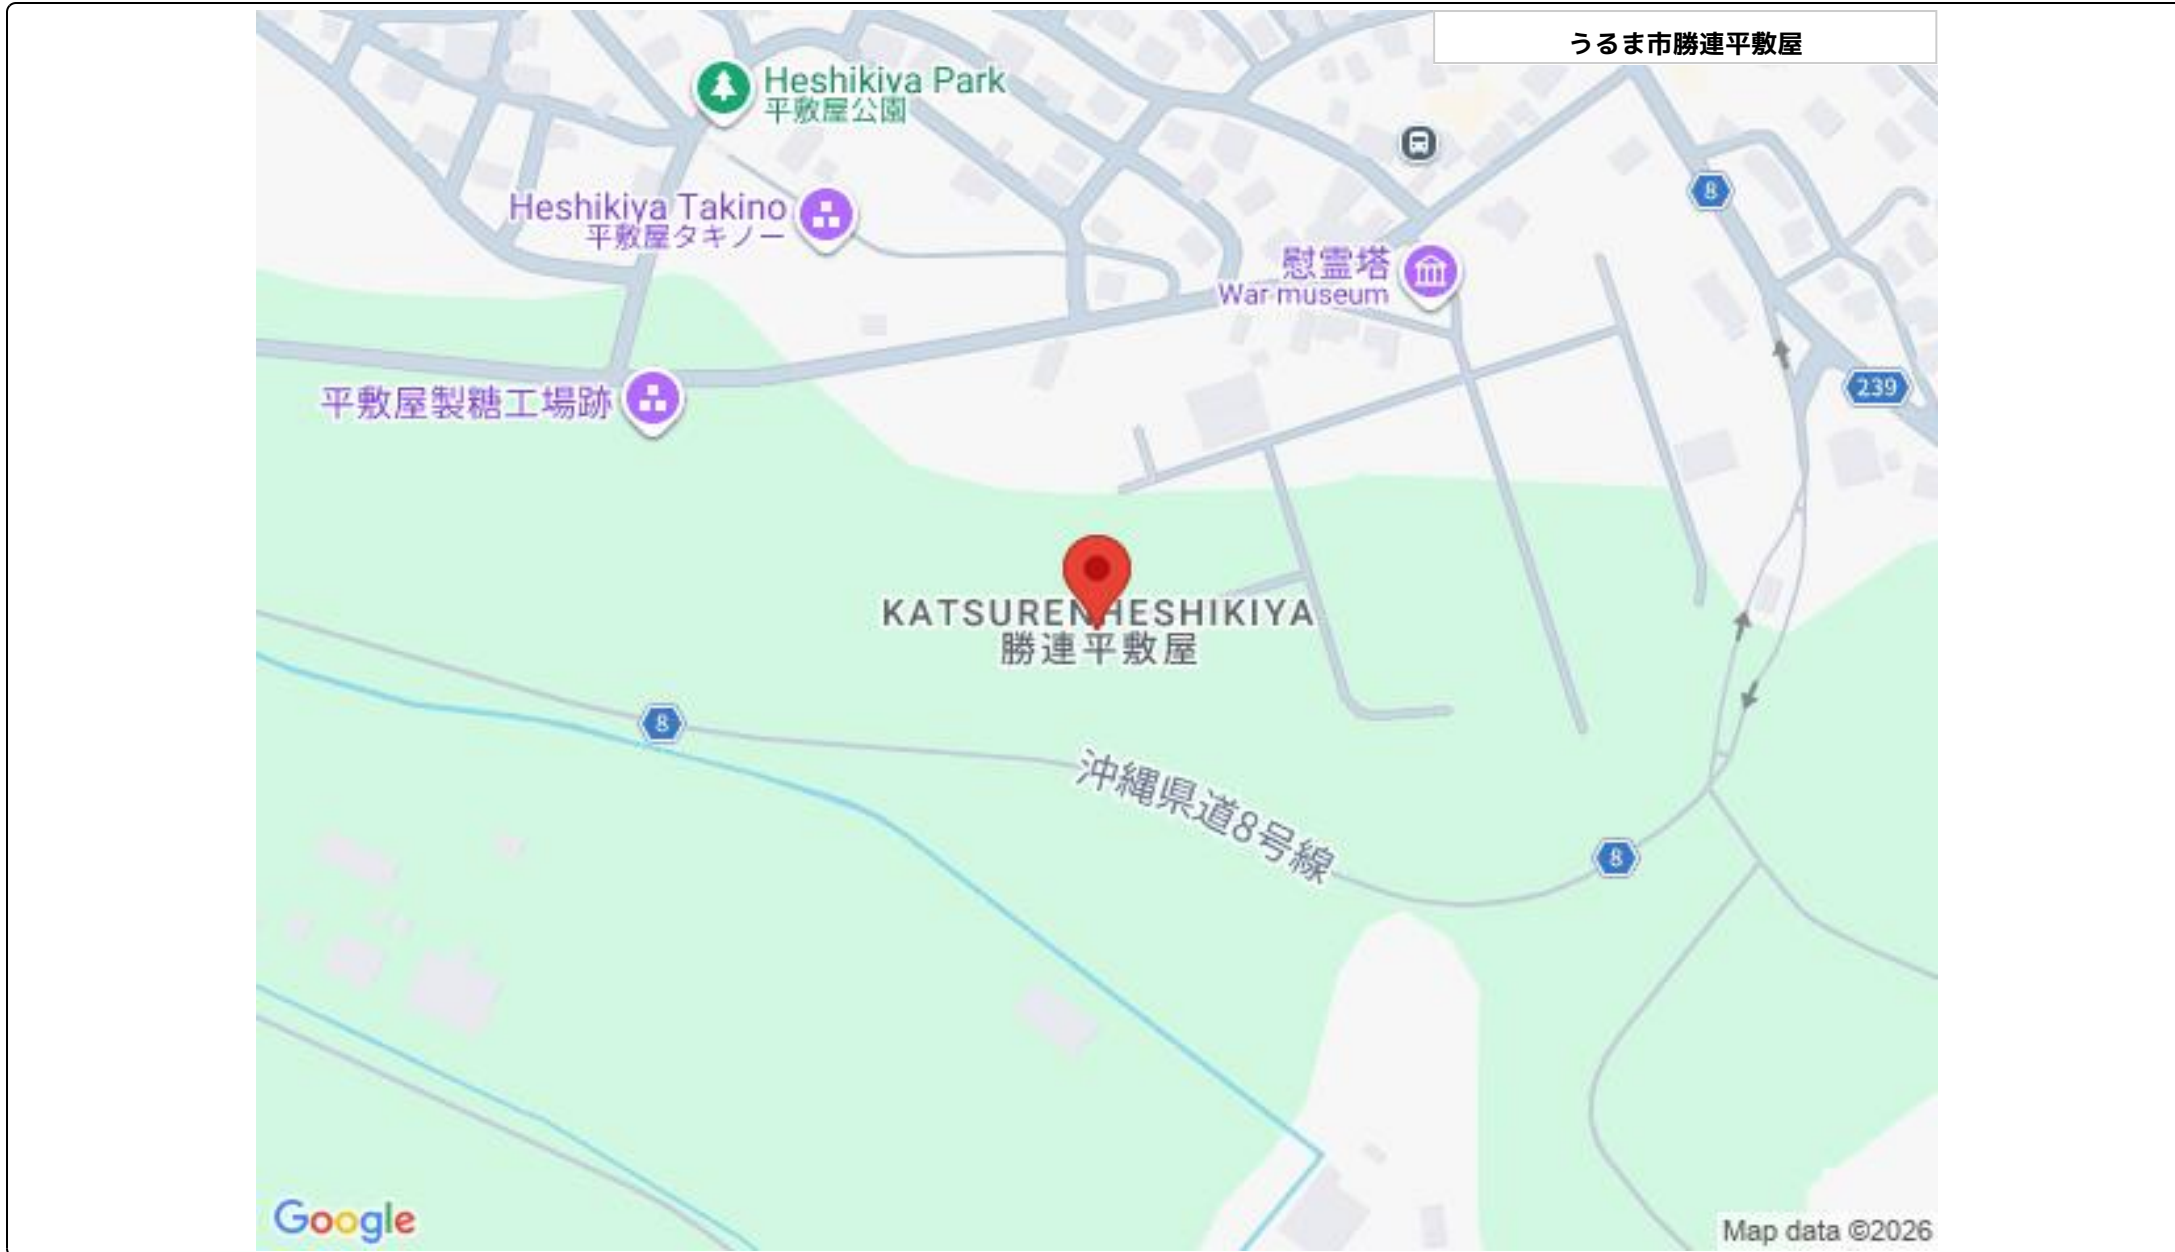 うるま市勝連平敷屋
Heshikiya Park
平敷屋公園
8
Heshikiya Takino
平敷屋タキノー
慰霊塔
War museum
239
平敷屋製糖工場跡
KATSURENHESHIKIYA
勝連平敷屋
8
沖縄県道8号線
8
Google
Map data ©2026